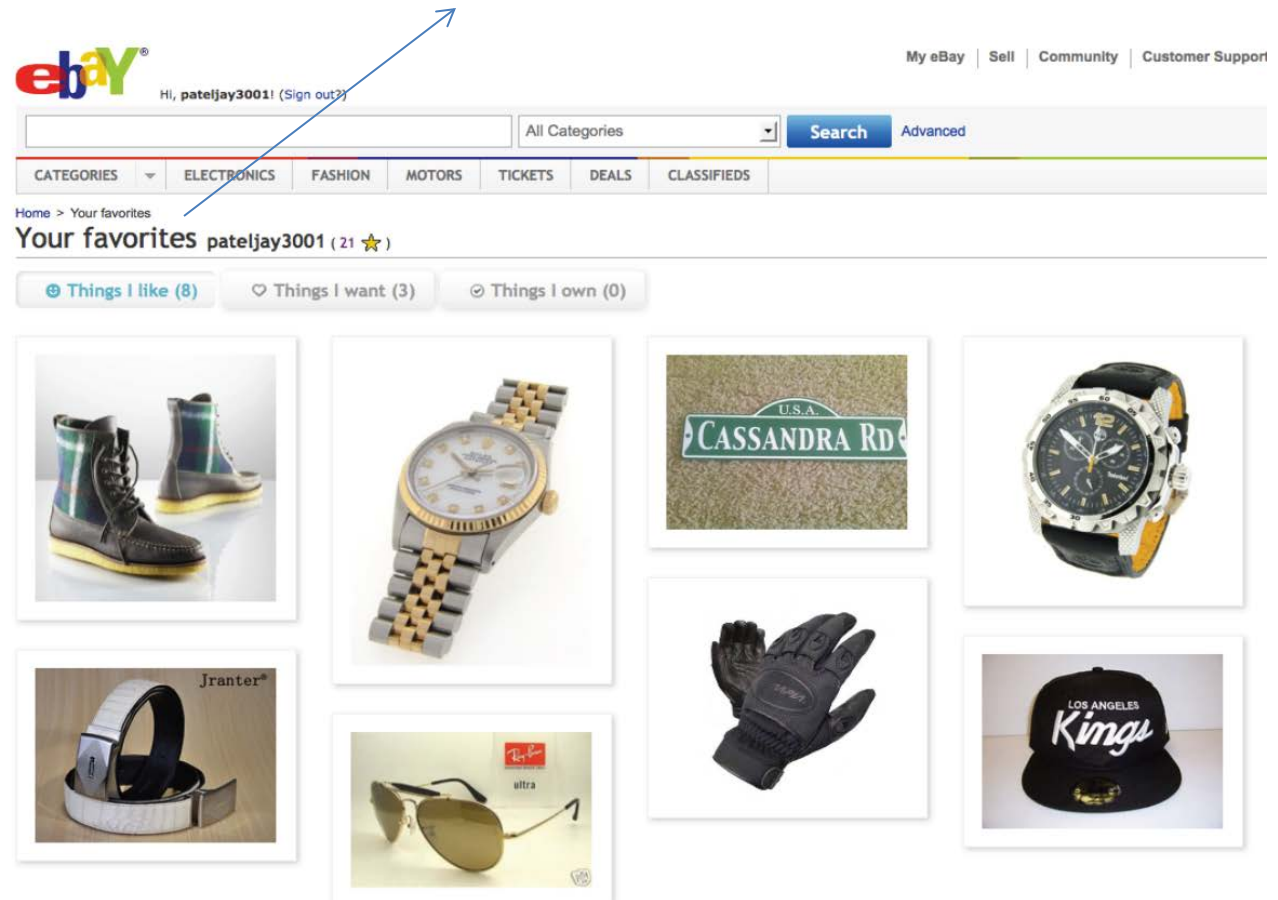 ebaY®
My eBay | Sell | Community | Customer Support
Hi, pateljay3001! (Sign out?)
All Categories Search Advanced
CATEGORIES ELECTRONICS FASHION MOTORS TICKETS DEALS CLASSIFIEDS
Home > Your favorites
Your favorites pateljay3001 ( 21 )
Things I like (8) Things I want (3) Things I own (0)
U.S.A.
CASSANDRA RD
Jranter®
Ray-Ban
ultra
LOS ANGELES
Kings